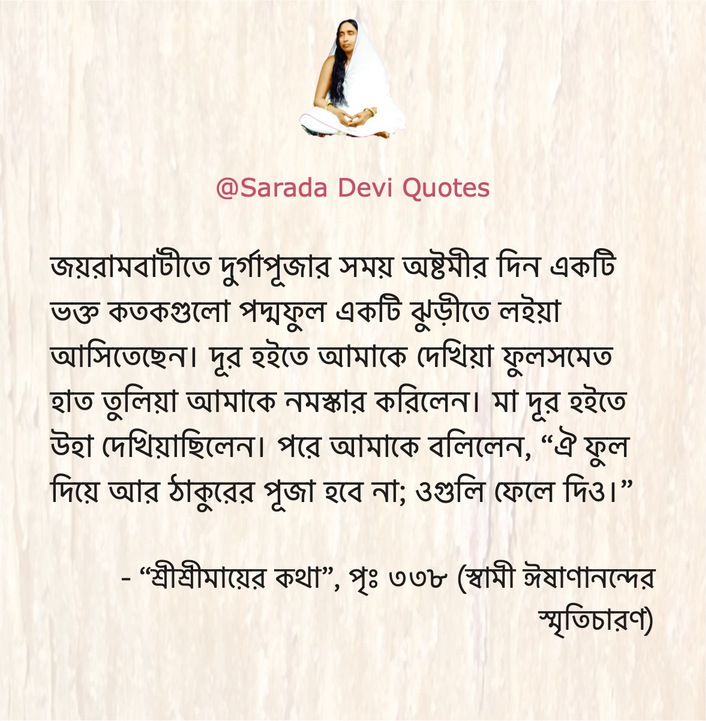 @Sarada Devi Quotes
জয়রামবাটীতে দুর্গাপূজার সময় অষ্টমীর দিন একটি
ভক্ত কতকগুলো পদ্মফুল একটি ঝুড়ীতে লইয়া
আসিতেছেন। দূর হইতে আমাকে দেখিয়া ফুলসমেত
হাত তুলিয়া আমাকে নমস্কার করিলেন। মা দূর হইতে
উহা দেখিয়াছিলেন। পরে আমাকে বলিলেন, “ঐ ফুল
দিয়ে আর ঠাকুরের পূজা হবে না; ওগুলি ফেলে দিও।”
- “শ্রীশ্রীমায়ের কথা”, পৃঃ ৩৩৮ (স্বামী ঈষাণানন্দের
স্মৃতিচারণ)